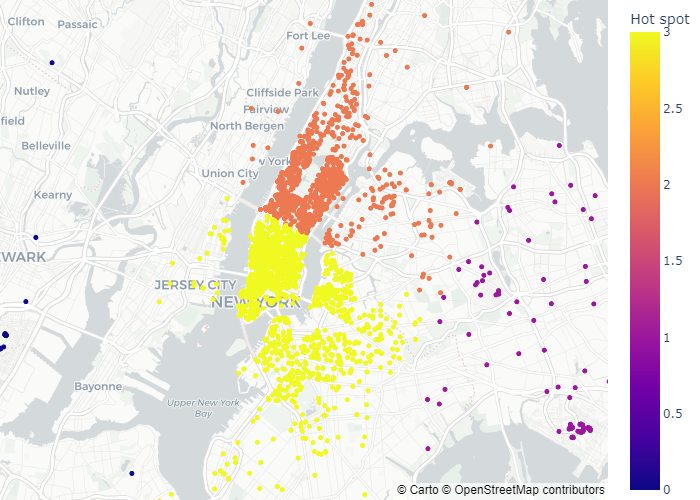 Clifton
Passaic
Fort Lee
Nutley
Cliffside Park
Fairview
North Bergen
field
Belleville
w York
Union City
Kearny
WARK
JERSEY CITY
NEW YORK
Bayonne
Upper New York
Bay
© Carto © OpenStreetMap contributors
Hot spot
3
2.5
2
1.5
1
0.5
0